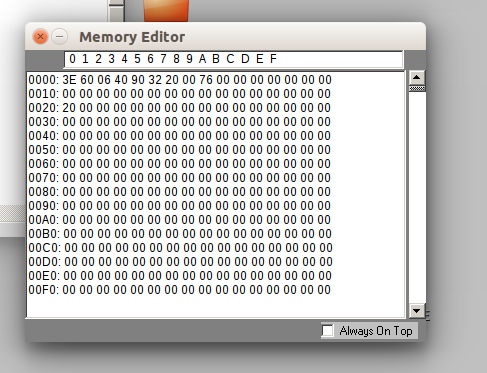 Memory Editor
0 1 2 3 4 5 6 7 8 9 A B C D E F
0000: 3E 60 06 40 90 32 20 00 76 00 00 00 00 00 00 00
0010: 00 00 00 00 00 00 00 00 00 00 00 00 00 00 00 00
0020: 20 00 00 00 00 00 00 00 00 00 00 00 00 00 00 00
0030: 00 00 00 00 00 00 00 00 00 00 00 00 00 00 00 00
0040: 00 00 00 00 00 00 00 00 00 00 00 00 00 00 00 00
0050: 00 00 00 00 00 00 00 00 00 00 00 00 00 00 00 00
0060: 00 00 00 00 00 00 00 00 00 00 00 00 00 00 00 00
0070: 00 00 00 00 00 00 00 00 00 00 00 00 00 00 00 00
0080: 00 00 00 00 00 00 00 00 00 00 00 00 00 00 00 00
0090: 00 00 00 00 00 00 00 00 00 00 00 00 00 00 00 00
00A0: 00 00 00 00 00 00 00 00 00 00 00 00 00 00 00 00
00B0: 00 00 00 00 00 00 00 00 00 00 00 00 00 00 00 00
00C0: 00 00 00 00 00 00 00 00 00 00 00 00 00 00 00 00
00D0: 00 00 00 00 00 00 00 00 00 00 00 00 00 00 00 00
00E0: 00 00 00 00 00 00 00 00 00 00 00 00 00 00 00 00
00F0: 00 00 00 00 00 00 00 00 00 00 00 00 00 00 00 00
Always On Top